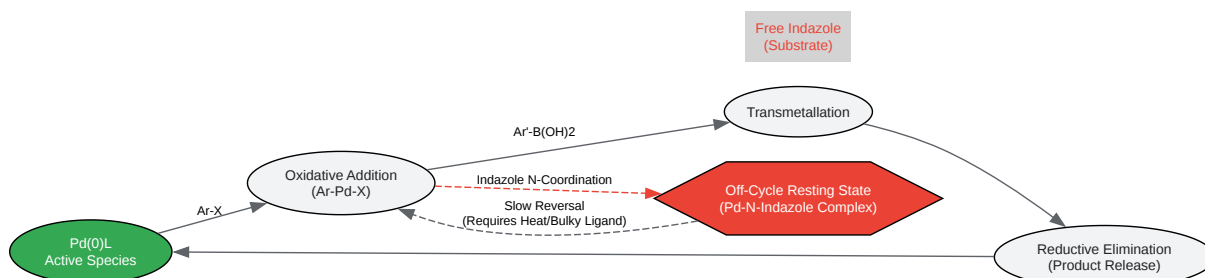 Free Indazole
(Substrate)
Transmetallation
Ar'-B(OH)2
Oxidative Addition
(Ar-Pd-X)
Indazole N-Coordination
Off-Cycle Resting State
(Pd-N-Indazole Complex)
Slow Reversal
(Requires Heat/Bulky Ligand)
Ar-X
Pd(0)L
Active Species
Reductive Elimination
(Product Release)